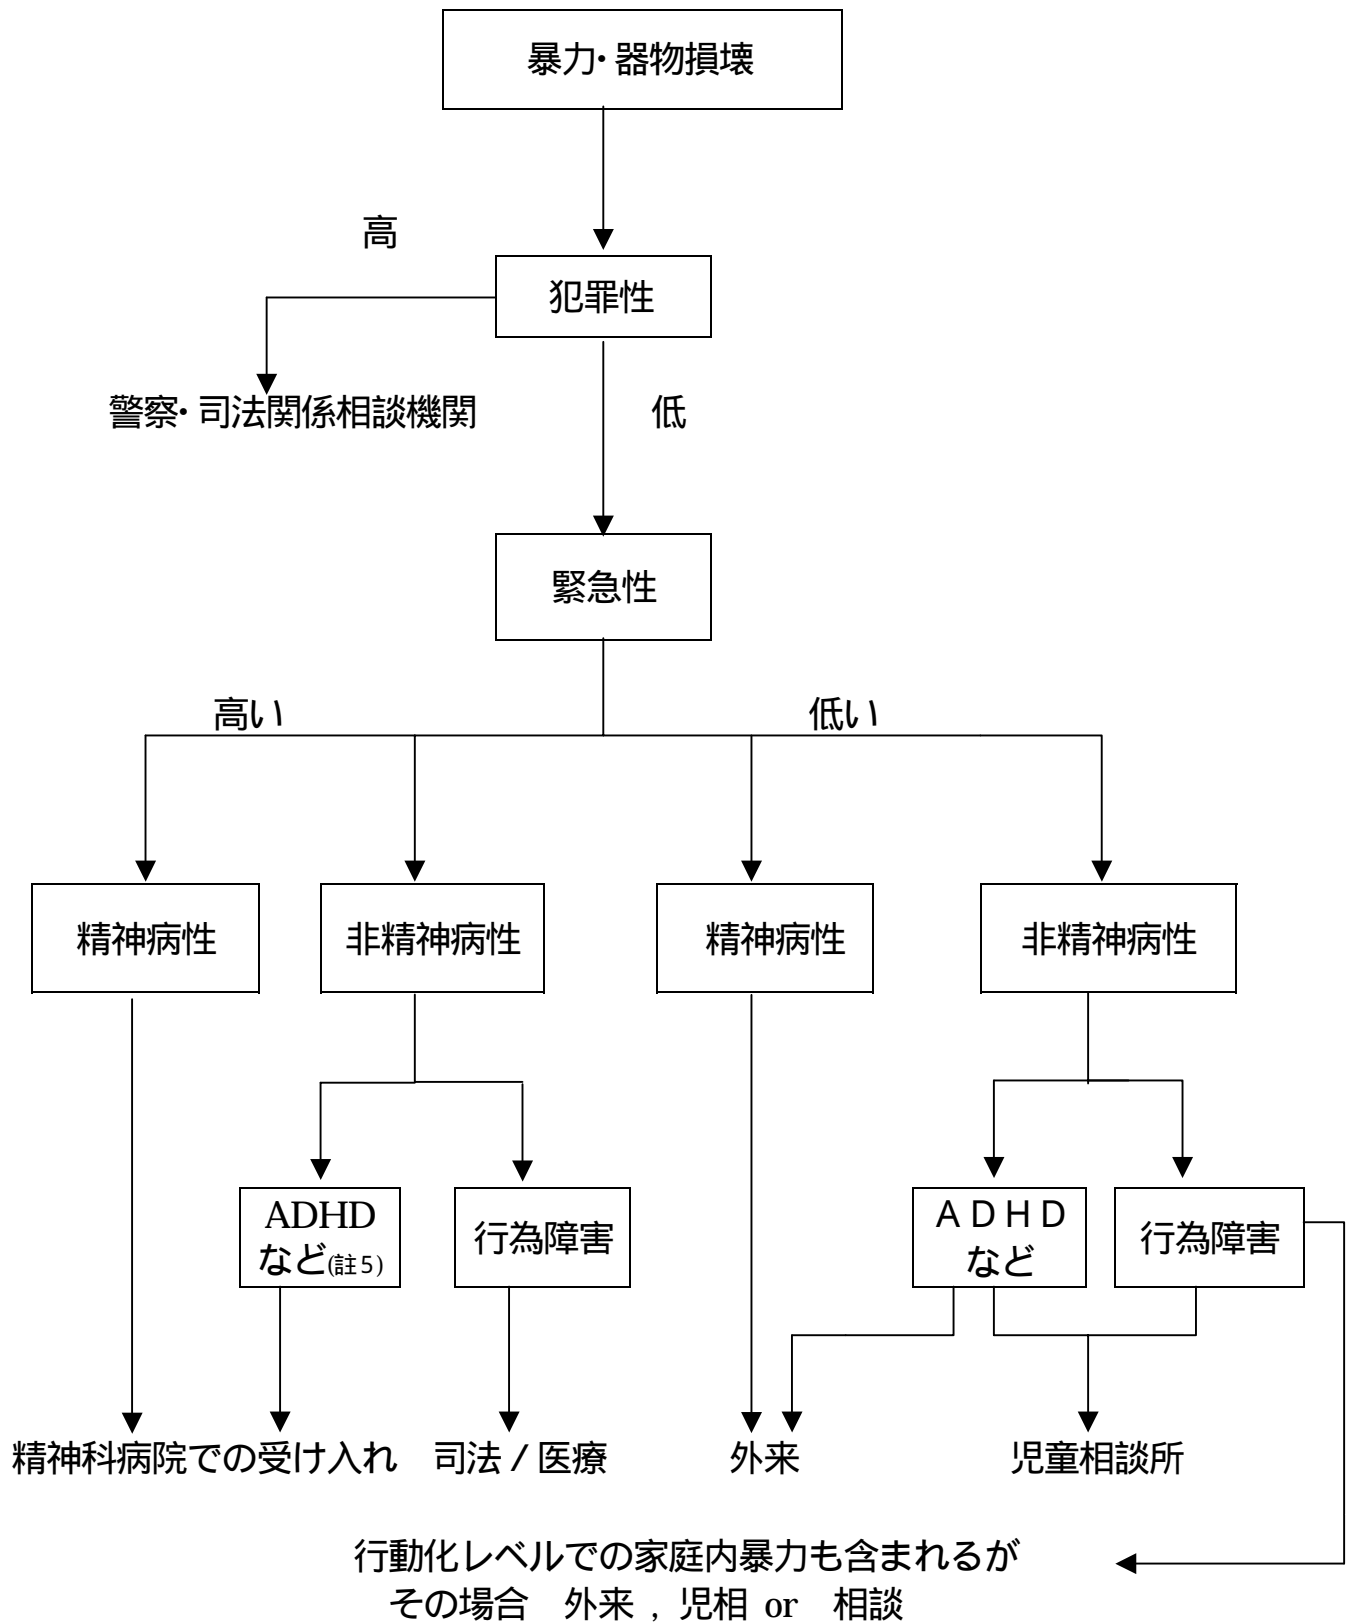 暴力・器物損壊
高
犯罪性
警察・司法関係相談機関
低
緊急性
高い
低い
精神病性
非精神病性
精神病性
非精神病性
ADHD
など(註5)
行為障害
ＡＤＨＤ
など
行為障害
精神科病院での受け入れ
司法／医療
外来
児童相談所
行動化レベルでの家庭内暴力も含まれるが
その場合　外来，児相 or　相談